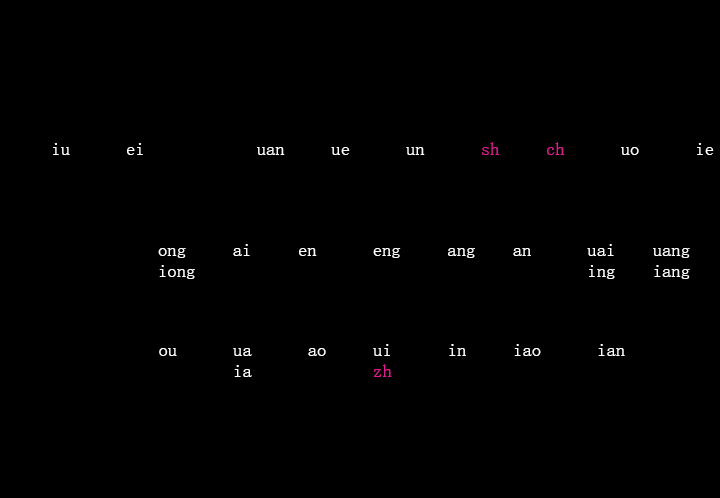 iu ei uan ue un sh ch uo ie
ong ai en eng ang an uai uang
iong ing iang
ou ua ao ui in iao ian
ia zh